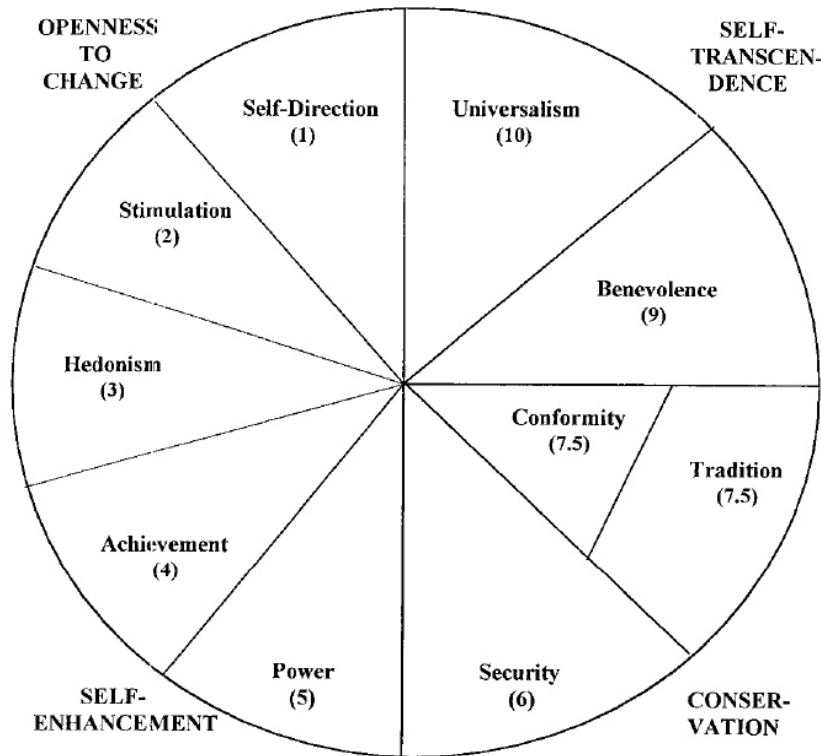 OPENNESS
TO
CHANGE
SELF-
TRANSCEN-
DENCE
Self-Direction
(1)
Universalism
(10)
Stimulation
(2)
Benevolence
(9)
Hedonism
(3)
Conformity
(7.5)
Tradition
(7.5)
Achievement
(4)
Power
(5)
Security
(6)
SELF-
ENHANCEMENT
CONSER-
VATION